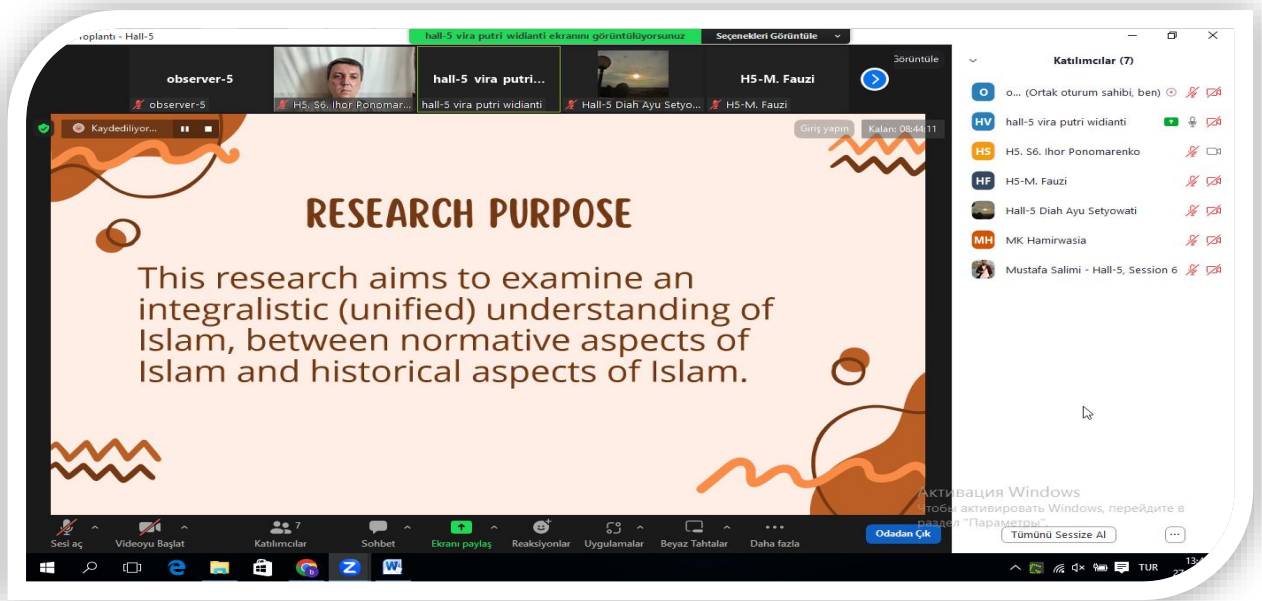 oplantı - Hall-5
hall-5 vira putri widianti ekranını görüntülüyorsunuz
Seçenekleri Görüntüle
observer-5
observer-5
H5. S6. Ihor Ponomar...
hall-5 vira putri...
hall-5 vira putri widianti
Hall-5 Diah Ayu Setyo...
H5-M. Fauzi
H5-M. Fauzi
Görüntüle
Kaydediliyor...
Giriş yapın
Kalan: 08:44:11
RESEARCH PURPOSE
This research aims to examine an
integralistic (unified) understanding of
Islam, between normative aspects of
Islam and historical aspects of Islam.
Katılımcılar (7)
O o... (Ortak oturum sahibi, ben)
HV hall-5 vira putri widianti
HS H5. S6. Ihor Ponomarenko
HF H5-M. Fauzi
Hall-5 Diah Ayu Setyowati
MH MK Hamirwasia
Mustafa Salimi - Hall-5, Session 6
Активация Windows
Чтобы активировать Windows, перейдите в
раздел "Параметры".
Tümünü Sessize Al
Sesi aç
Videoyu Başlat
7
Katılımcılar
Sohbet
Ekranı paylaş
Reaksiyonlar
Uygulamalar
Beyaz Tahtalar
Daha fazla
Odadan Çık
TUR